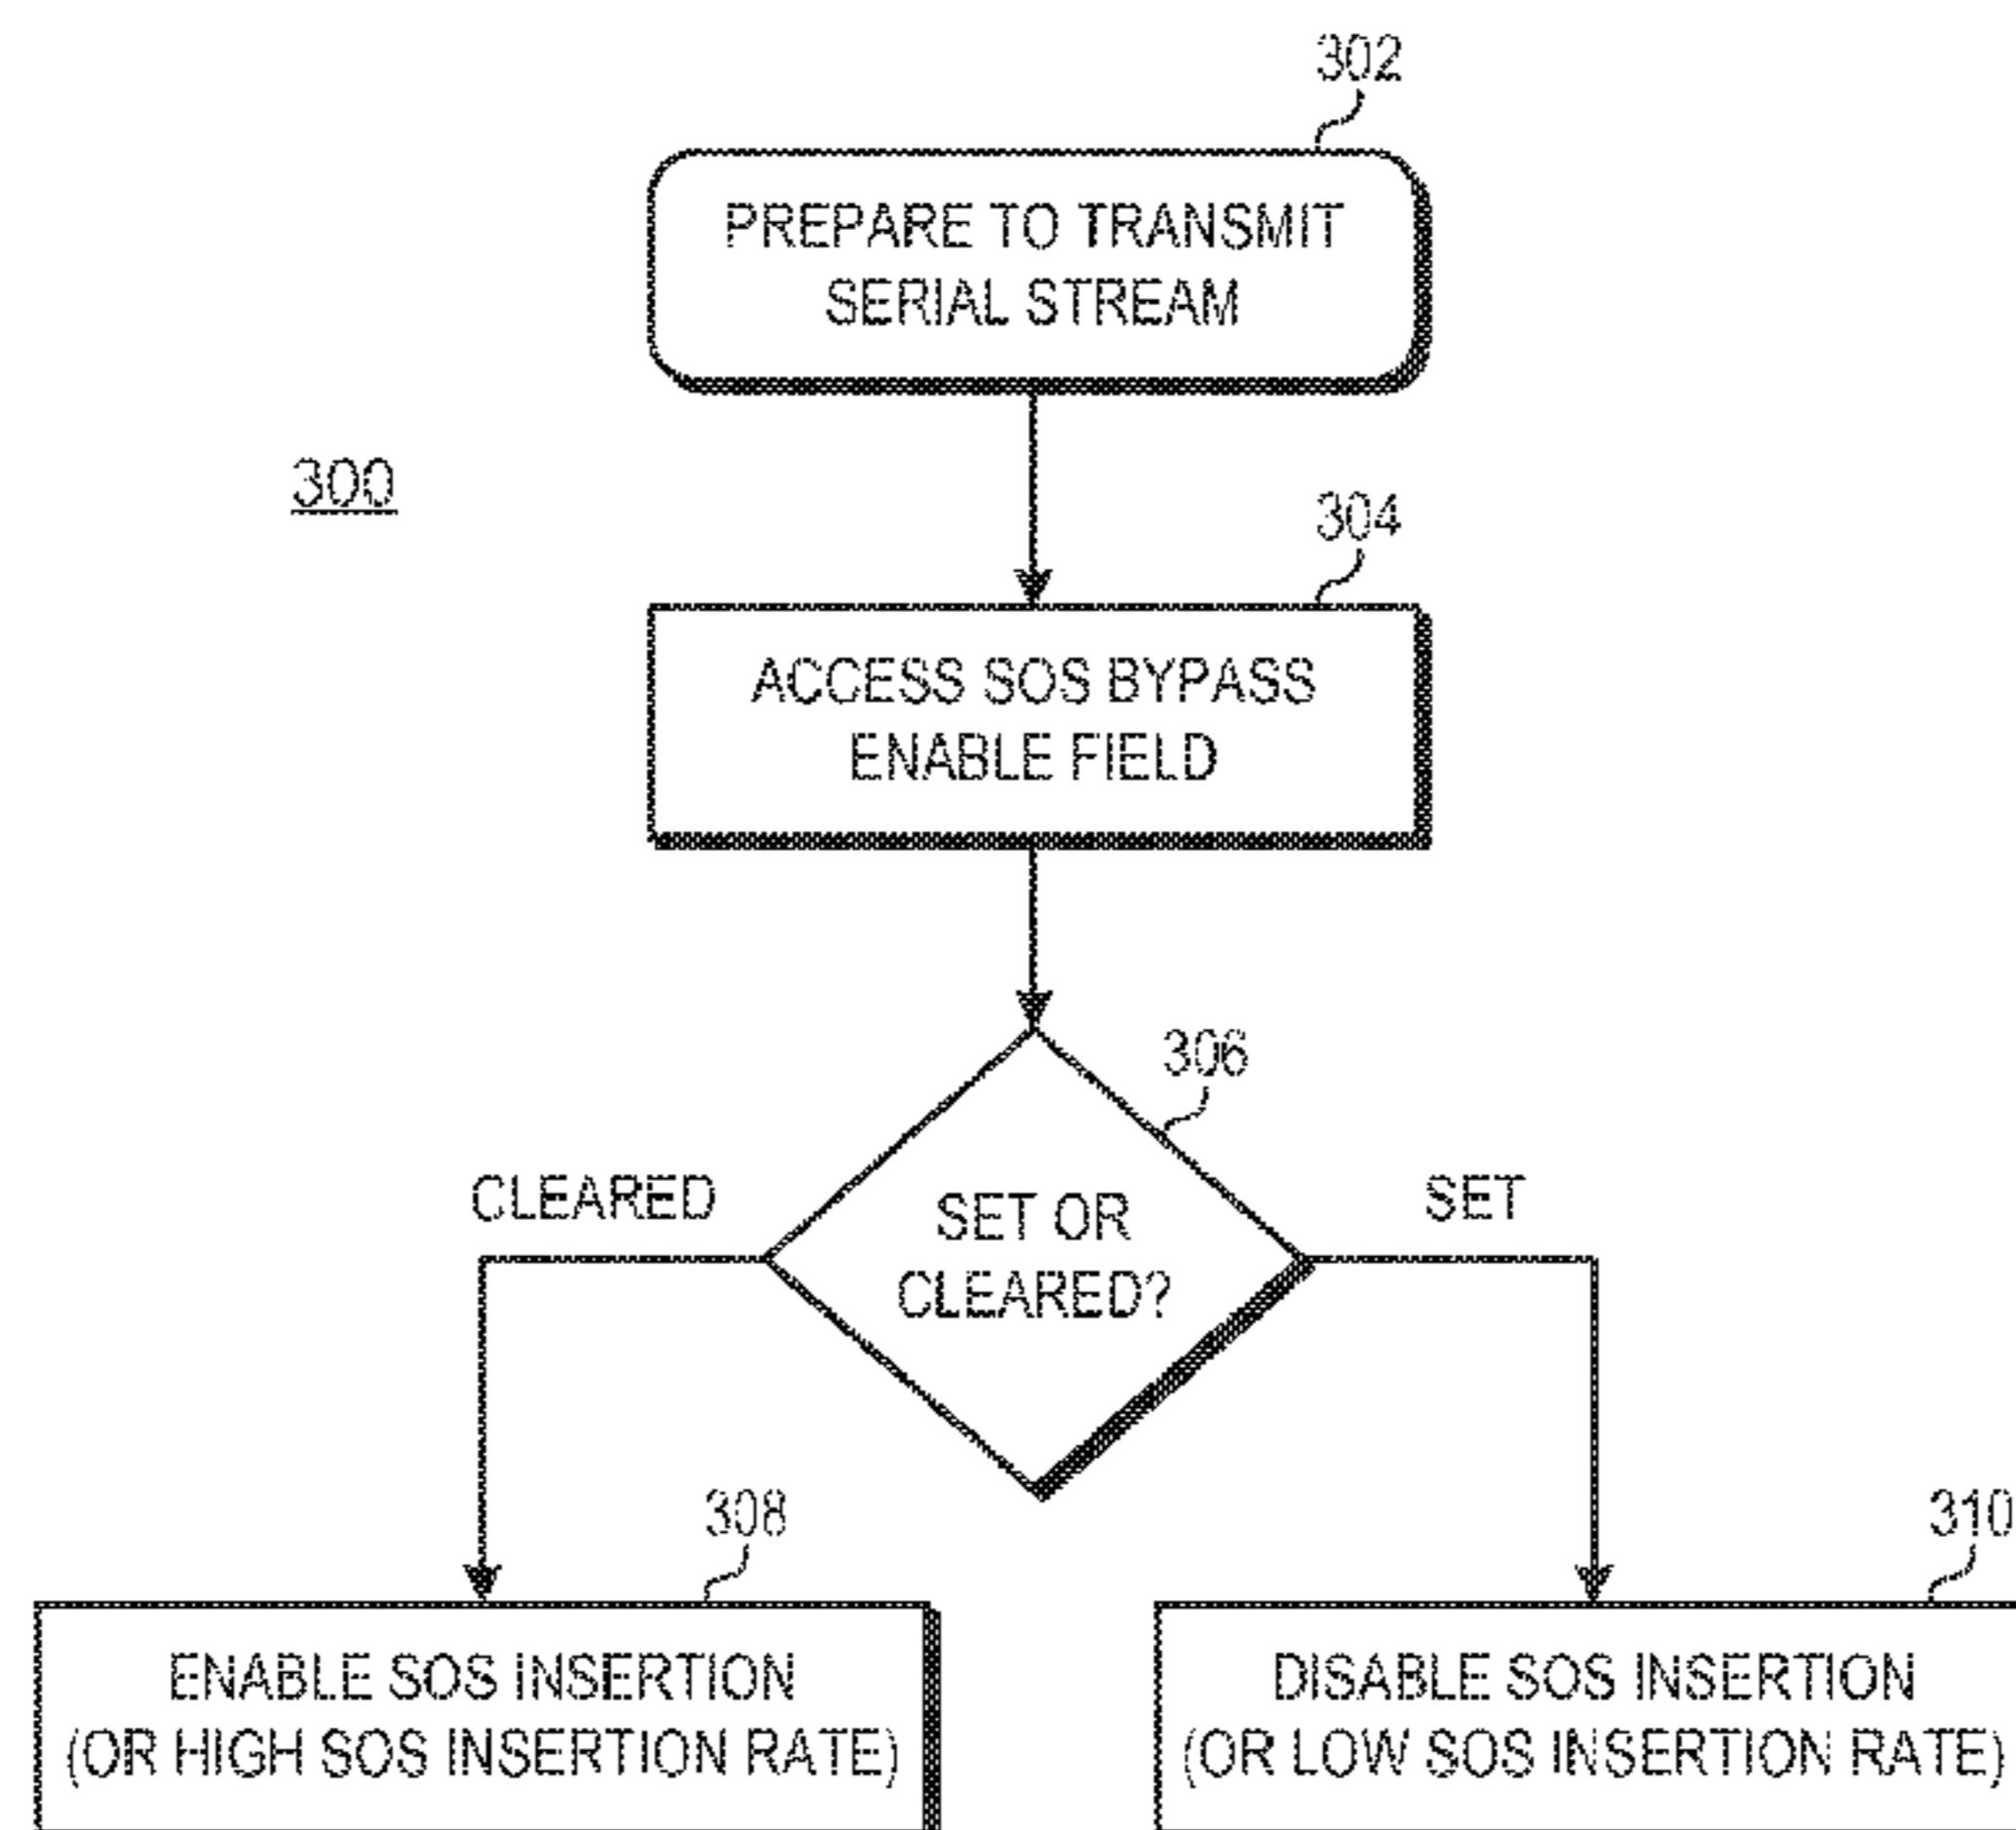 302
PREPARE TO TRANSMIT
SERIAL STREAM
300
304
ACCESS SOS BYPASS
ENABLE FIELD
306
CLEARED
SET OR
CLEARED?
SET
308
ENABLE SOS INSERTION
(OR HIGH SOS INSERTION RATE)
310
DISABLE SOS INSERTION
(OR LOW SOS INSERTION RATE)